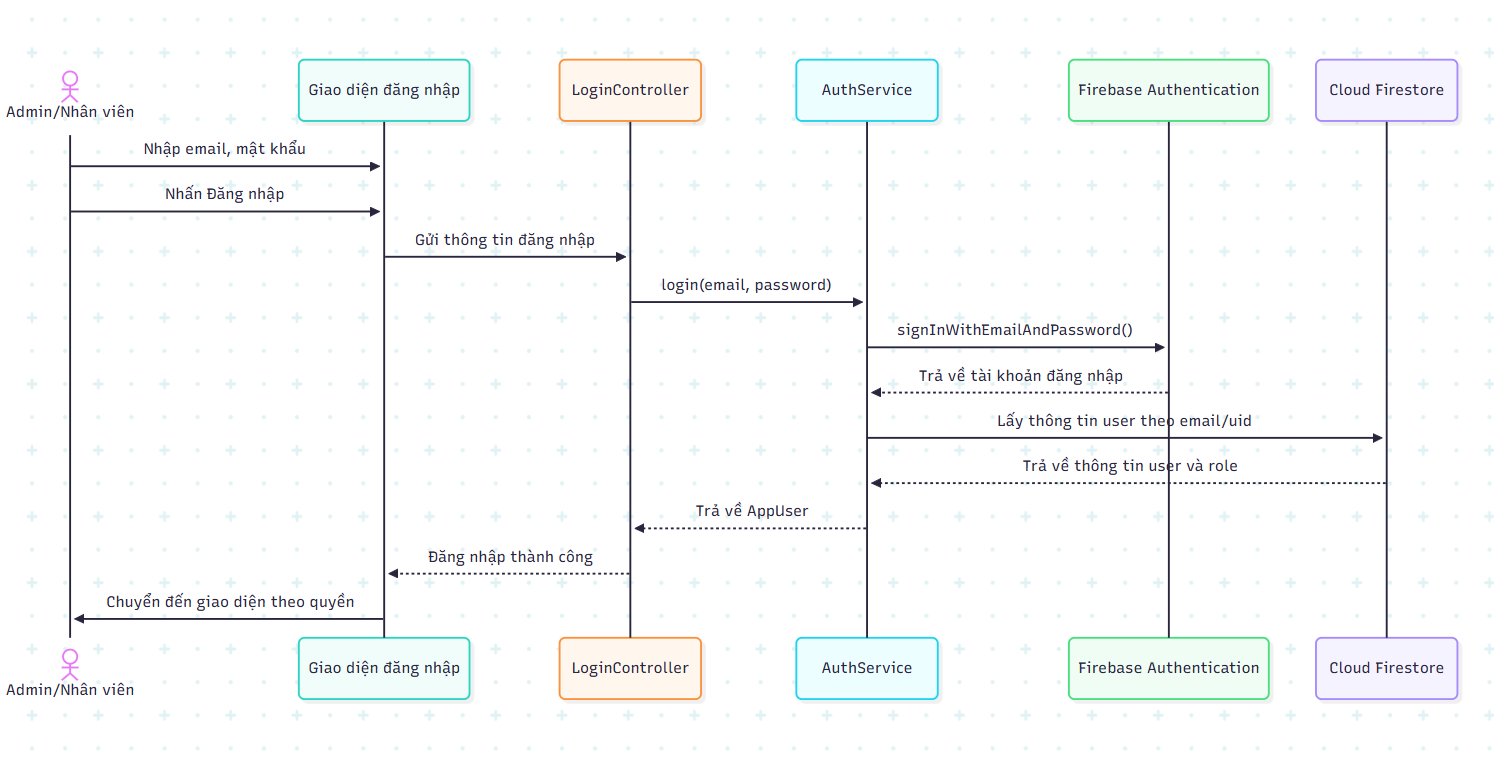 Admin/Nhân viên
Giao diện đăng nhập
LoginController
AuthService
Firebase Authentication
Cloud Firestore
Nhập email, mật khẩu
Nhấn Đăng nhập
Gửi thông tin đăng nhập
login(email, password)
signInWithEmailAndPassword()
Trả về tài khoản đăng nhập
Lấy thông tin user theo email/uid
Trả về thông tin user và role
Trả về AppUser
Đăng nhập thành công
Chuyển đến giao diện theo quyền
Admin/Nhân viên
Giao diện đăng nhập
LoginController
AuthService
Firebase Authentication
Cloud Firestore